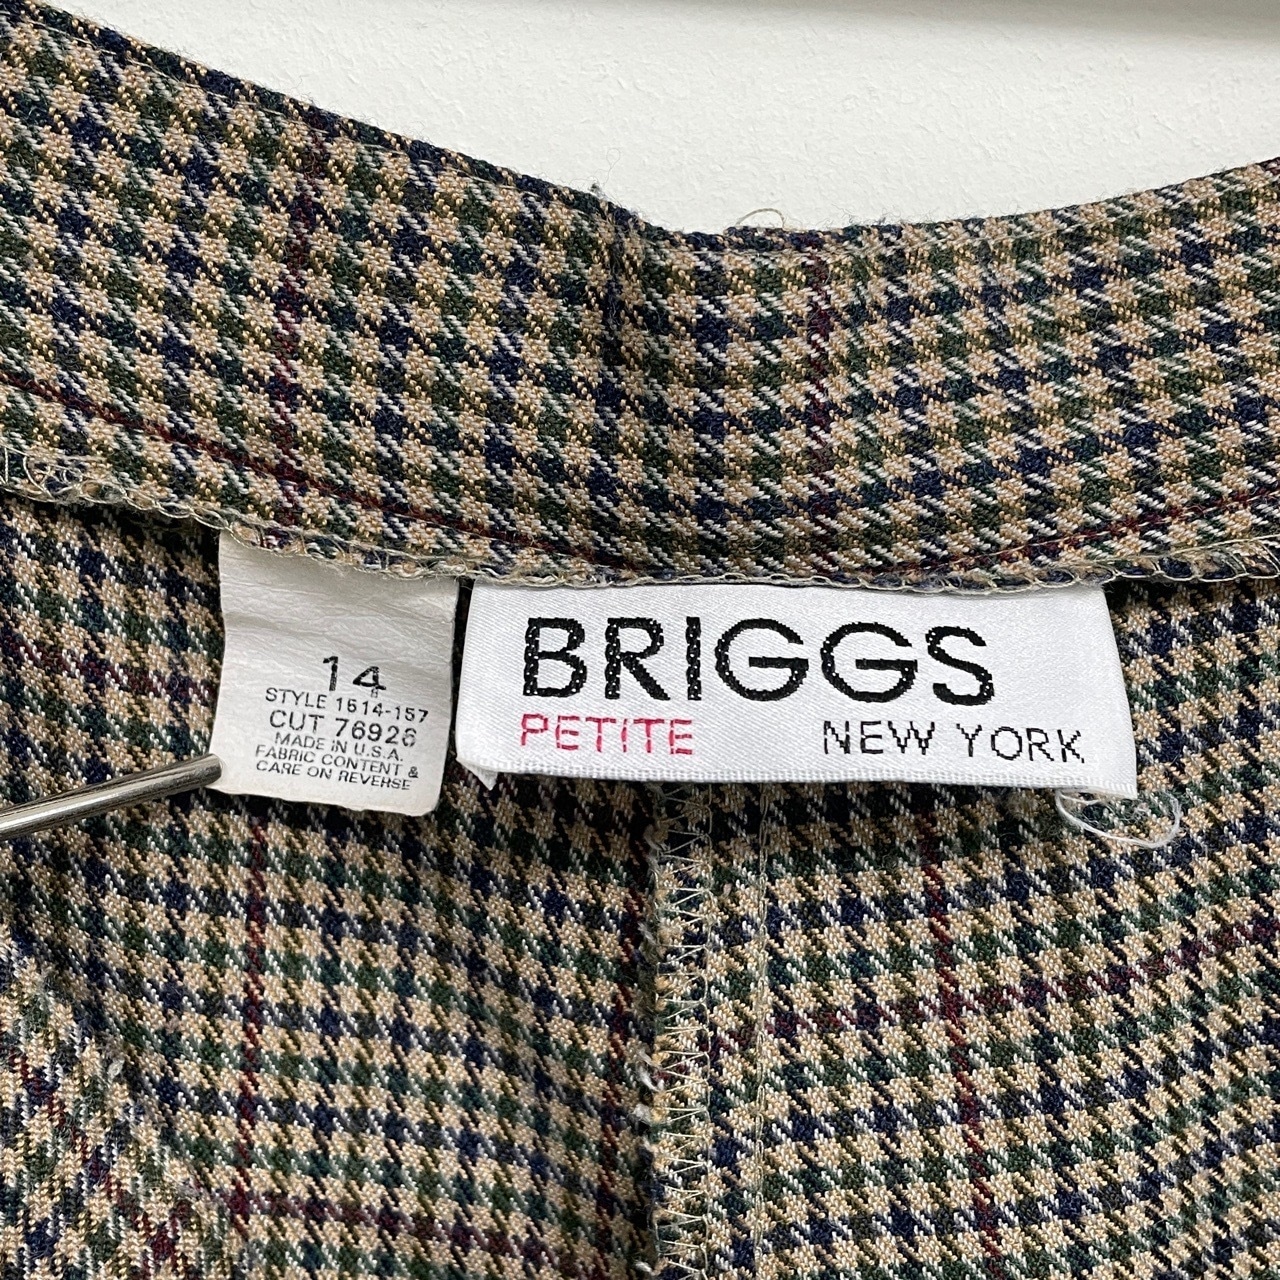 14
STYLE 1614-157
CUT 76926
MADE IN U.S.A.
FABRIC CONTENT &
CARE ON REVERSE
BRIGGS
PETITE NEW YORK